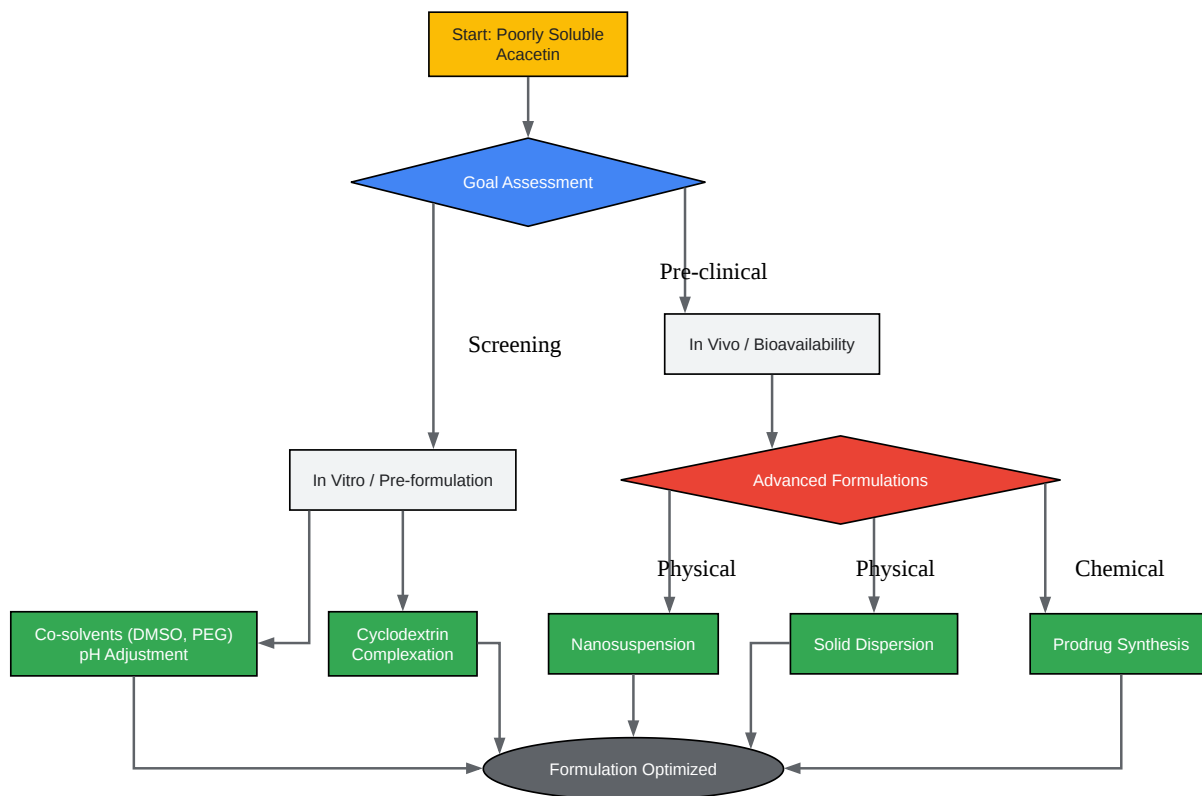 Start: Poorly Soluble
Acacetin
Goal Assessment
Pre-clinical
Screening
In Vivo / Bioavailability
In Vitro / Pre-formulation
Advanced Formulations
Physical
Physical
Chemical
Co-solvents (DMSO, PEG)
pH Adjustment
Cyclodextrin
Complexation
Nanosuspension
Solid Dispersion
Prodrug Synthesis
Formulation Optimized